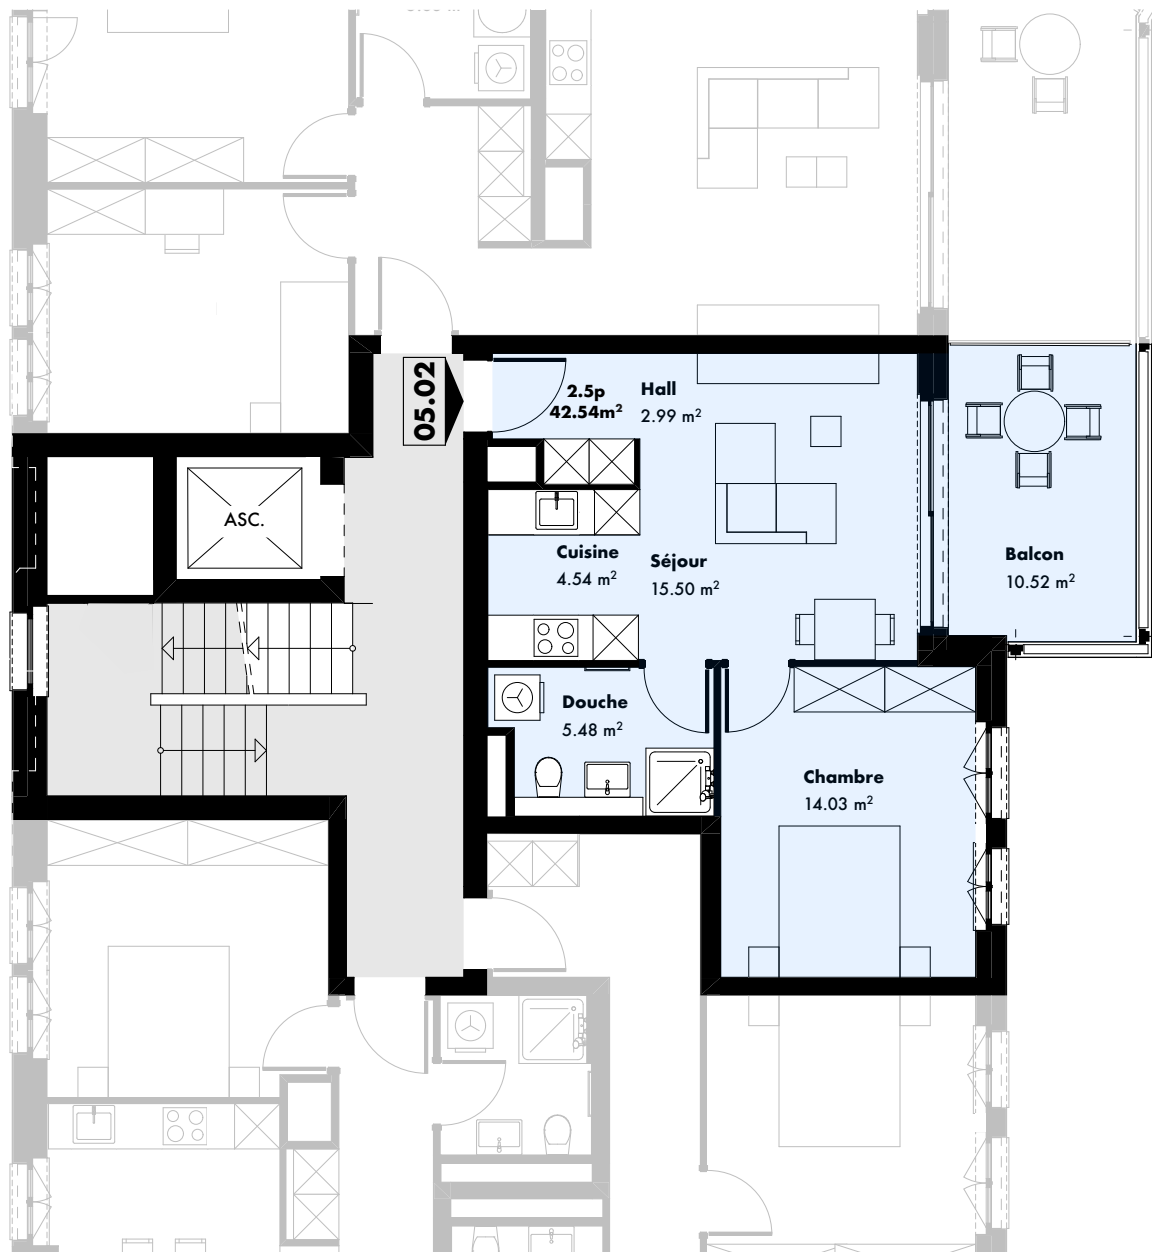 05.02
2.5p
42.54m²
Hall
2.99 m²
ASC.
Cuisine
4.54 m²
Séjour
15.50 m²
Balcon
10.52 m²
Douche
5.48 m²
Chambre
14.03 m²